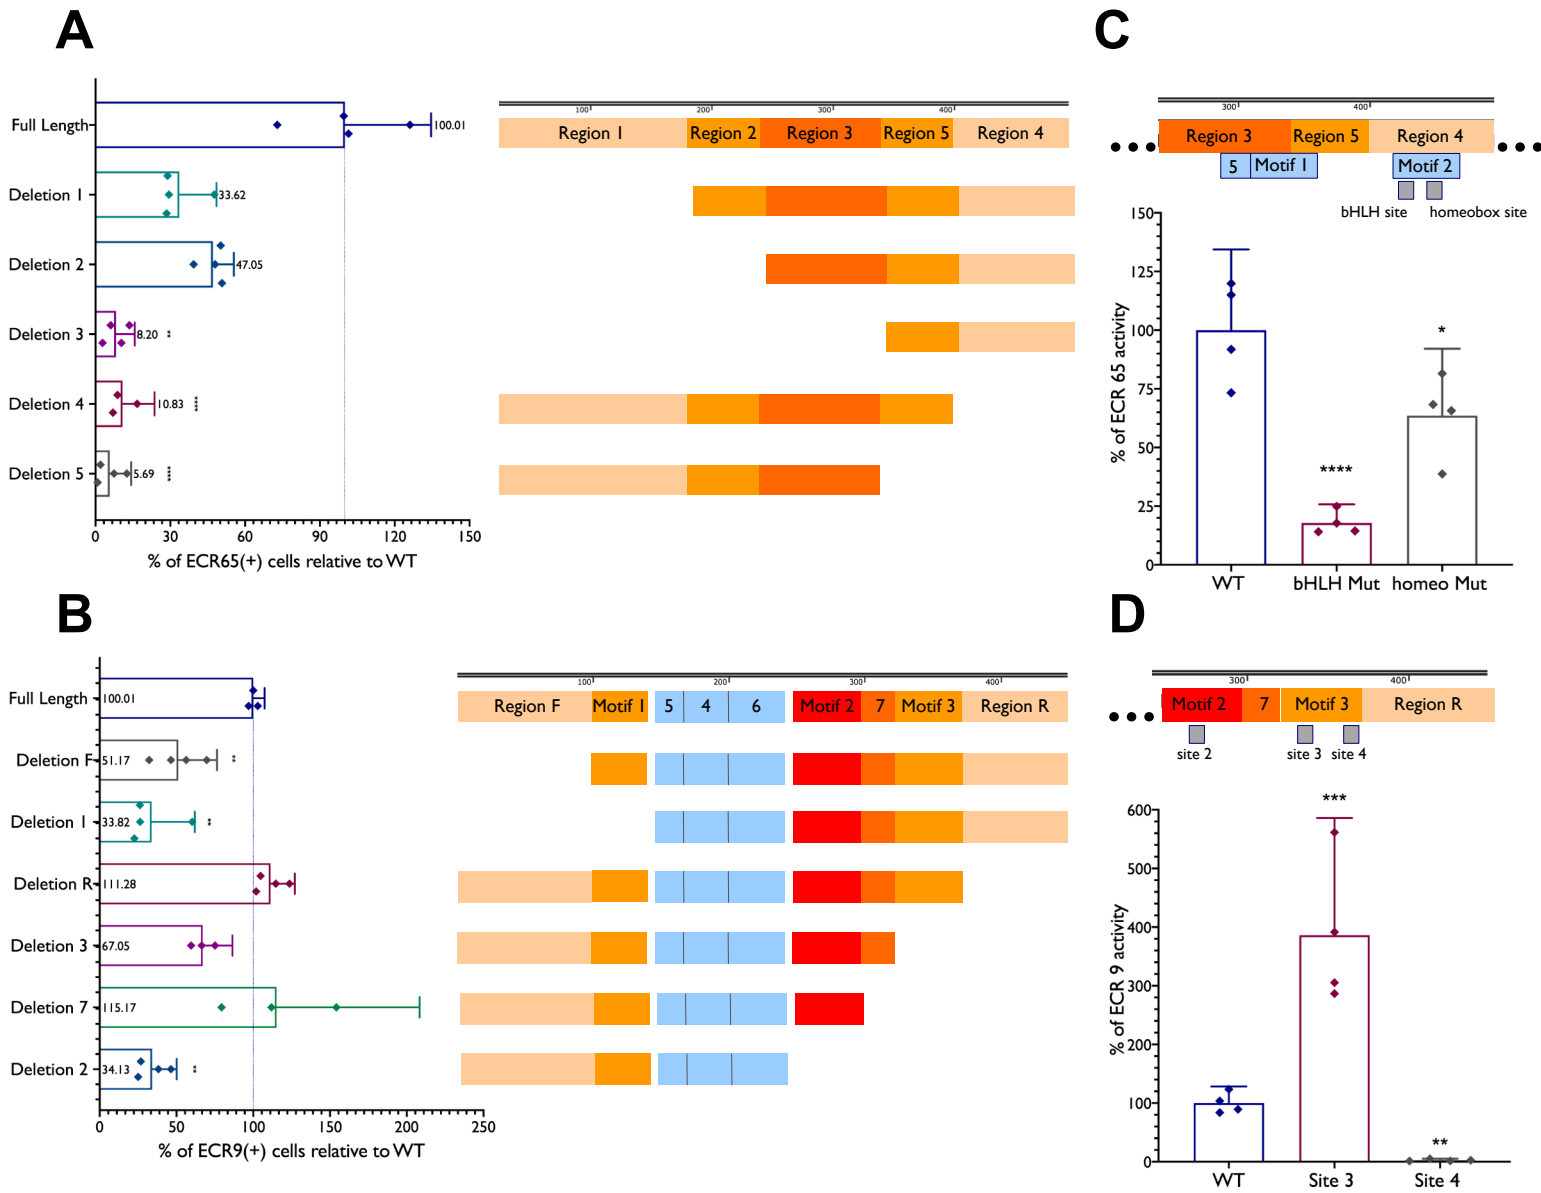 A
100 200 300 400
Full Length 100.01
Region 1 Region 2 Region 3 Region 5 Region 4
Deletion 1 33.62
Deletion 2 47.05
Deletion 3 8.20 **
Deletion 4 10.83 ****
Deletion 5 5.69 ****
0 30 60 90 120 150
% of ECR65(+) cells relative to WT
B
100 200 300 400
Full Length 100.01
Region F Motif 1 5 4 6 Motif 2 7 Motif 3 Region R
Deletion F 51.17 **
Deletion 1 33.82 **
Deletion R 111.28
Deletion 3 67.05
Deletion 7 115.17
Deletion 2 34.13 **
0 50 100 150 200 250
% of ECR9(+) cells relative to WT
C
300 400
Region 3 Region 5 Region 4
5 Motif 1 Motif 2
bHLH site homeobox site
% of ECR 65 activity
150
125
100
75
50
25
0
**** *
WT bHLH Mut homeo Mut
D
300 400
Motif 2 7 Motif 3 Region R
site 2 site 3 site 4
% of ECR 9 activity
600
500
400
300
200
100
0
*** **
WT Site 3 Site 4